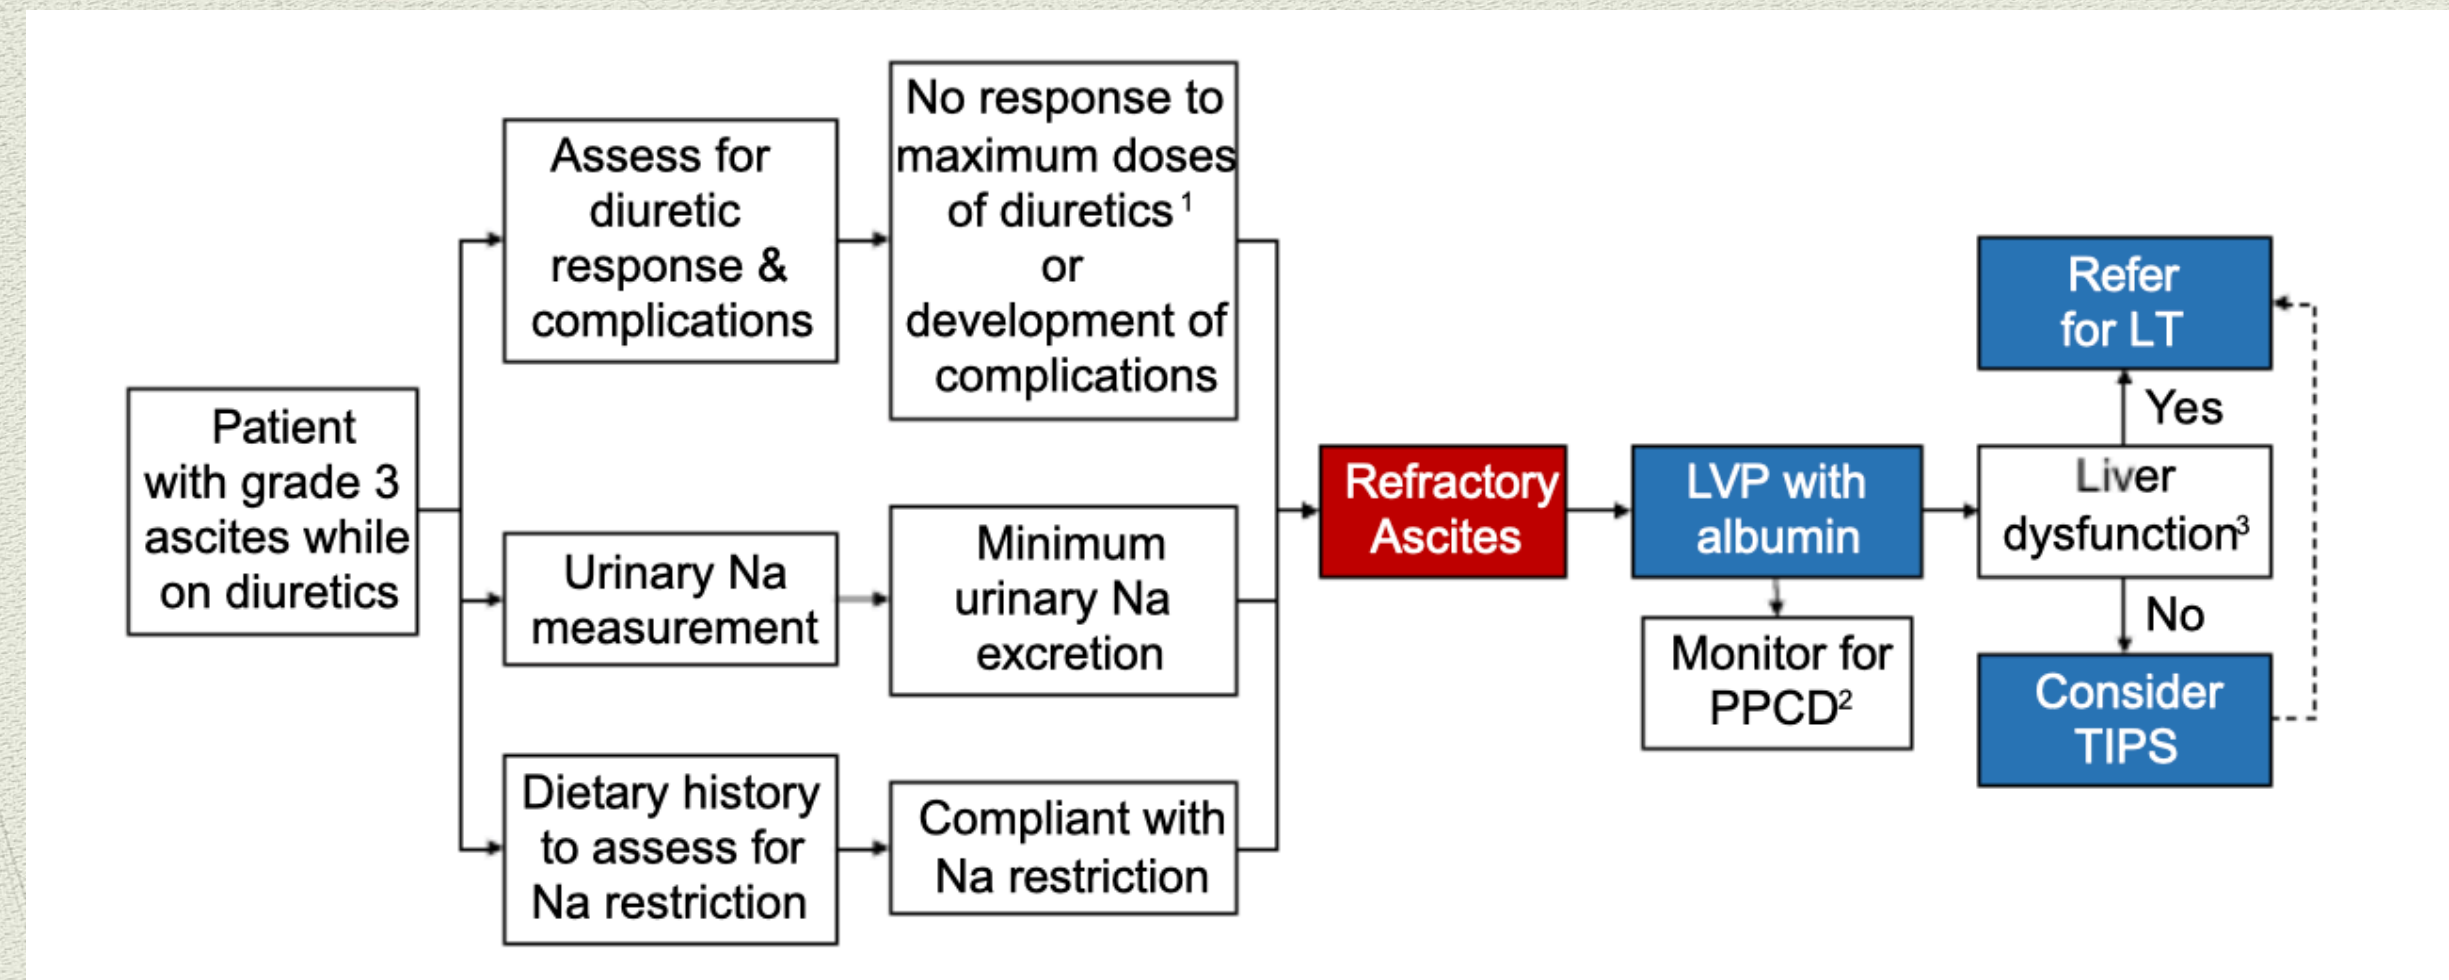 Patient
with grade 3
ascites while
on diuretics
Assess for
diuretic
response &
complications
No response to
maximum doses
of diuretics ¹
or
development of
complications
Urinary Na
measurement
Minimum
urinary Na
excretion
Dietary history
to assess for
Na restriction
Compliant with
Na restriction
Refractory
Ascites
LVP with
albumin
Monitor for
PPCD²
Liver
dysfunction³
Yes
Refer
for LT
No
Consider
TIPS